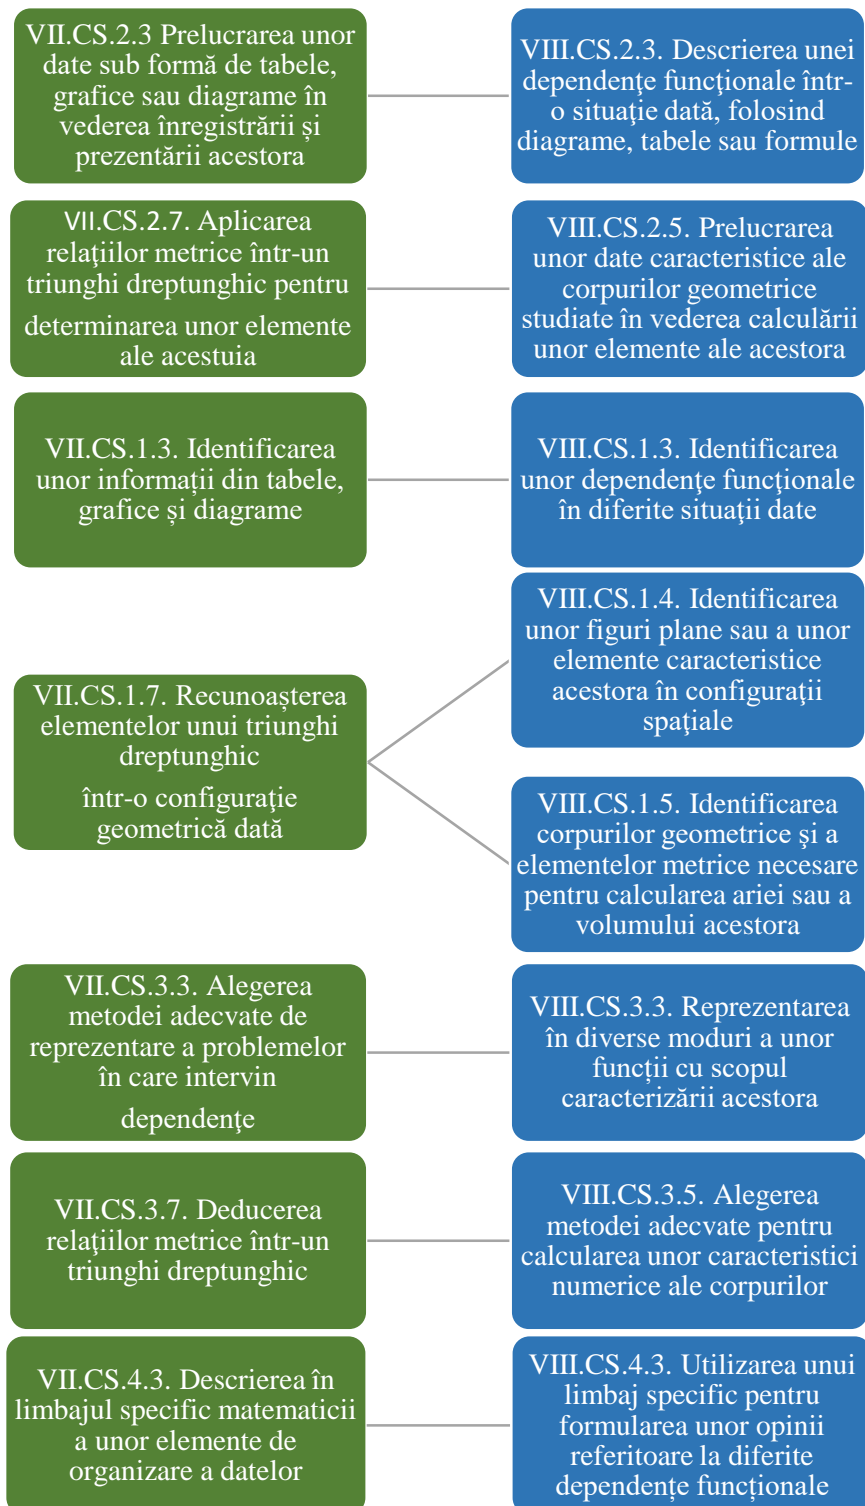 VII.CS.2.3 Prelucrarea unor
date sub formă de tabele,
grafice sau diagrame în
vederea înregistrării și
prezentării acestora
VIII.CS.2.3. Descrierea unei
dependenţe funcţionale într-
o situaţie dată, folosind
diagrame, tabele sau formule
VII.CS.2.7. Aplicarea
relaţiilor metrice într-un
triunghi dreptunghic pentru
determinarea unor elemente
ale acestuia
VIII.CS.2.5. Prelucrarea
unor date caracteristice ale
corpurilor geometrice
studiate în vederea calculării
unor elemente ale acestora
VII.CS.1.3. Identificarea
unor informații din tabele,
grafice și diagrame
VIII.CS.1.3. Identificarea
unor dependenţe funcţionale
în diferite situaţii date
VII.CS.1.7. Recunoașterea
elementelor unui triunghi
dreptunghic
într-o configuraţie
geometrică dată
VIII.CS.1.4. Identificarea
unor figuri plane sau a unor
elemente caracteristice
acestora în configuraţii
spaţiale
VIII.CS.1.5. Identificarea
corpurilor geometrice şi a
elementelor metrice necesare
pentru calcularea ariei sau a
volumului acestora
VII.CS.3.3. Alegerea
metodei adecvate de
reprezentare a problemelor
în care intervin
dependenţe
VIII.CS.3.3. Reprezentarea
în diverse moduri a unor
funcții cu scopul
caracterizării acestora
VII.CS.3.7. Deducerea
relaţiilor metrice într-un
triunghi dreptunghic
VIII.CS.3.5. Alegerea
metodei adecvate pentru
calcularea unor caracteristici
numerice ale corpurilor
VII.CS.4.3. Descrierea în
limbajul specific matematicii
a unor elemente de
organizare a datelor
VIII.CS.4.3. Utilizarea unui
limbaj specific pentru
formularea unor opinii
referitoare la diferite
dependențe funcționale